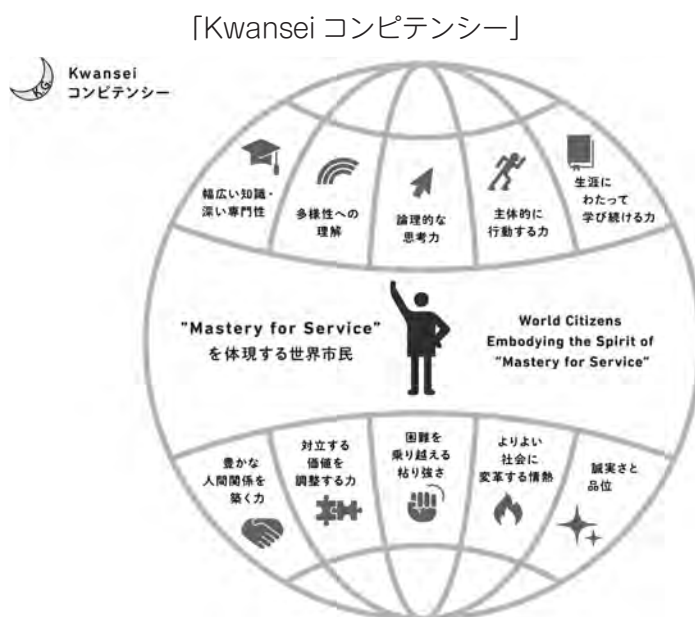 「Kwansei コンピテンシー」
K.G.
Kwansei
コンピテンシー
幅広い知識・
深い専門性
多様性への
理解
論理的な
思考力
主体的に
行動する力
生涯に
わたって
学び続ける力
"Mastery for Service"
を体現する世界市民
World Citizens
Embodying the Spirit of
"Mastery for Service"
豊かな
人間関係を
築く力
対立する
価値を
調整する力
困難を
乗り越える
粘り強さ
よりよい
社会に
変革する情熱
誠実さと
品位